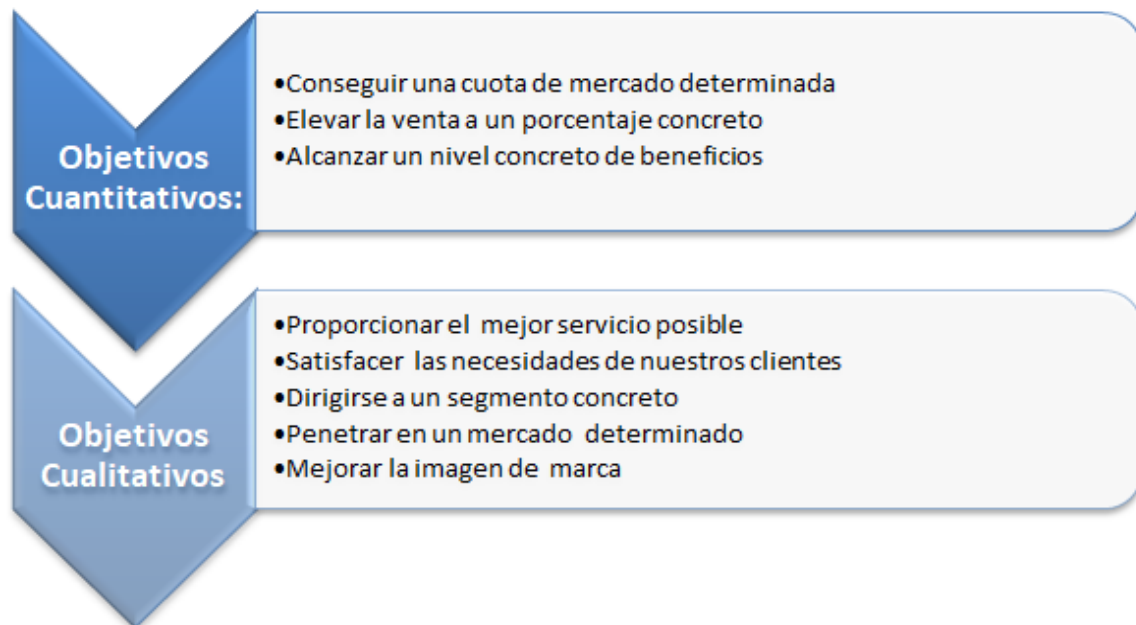 Objetivos
Cuantitativos:
•Conseguir una cuota de mercado determinada
•Elevar la venta a un porcentaje concreto
•Alcanzar un nivel concreto de beneficios
Objetivos
Cualitativos
•Proporcionar el mejor servicio posible
•Satisfacer las necesidades de nuestros clientes
•Dirigirse a un segmento concreto
•Penetrar en un mercado determinado
•Mejorar la imagen de marca